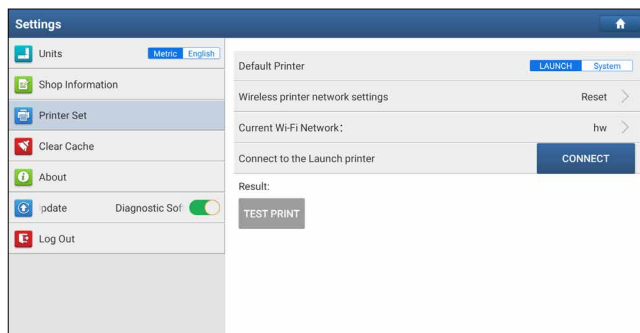 Settings
Units Metric English
Shop Information
Printer Set
Clear Cache
About
pdate Diagnostic Sof
Log Out
Default Printer LAUNCH System
Wireless printer network settings Reset
Current Wi-Fi Network: hw
Connect to the Launch printer CONNECT
Result:
TEST PRINT